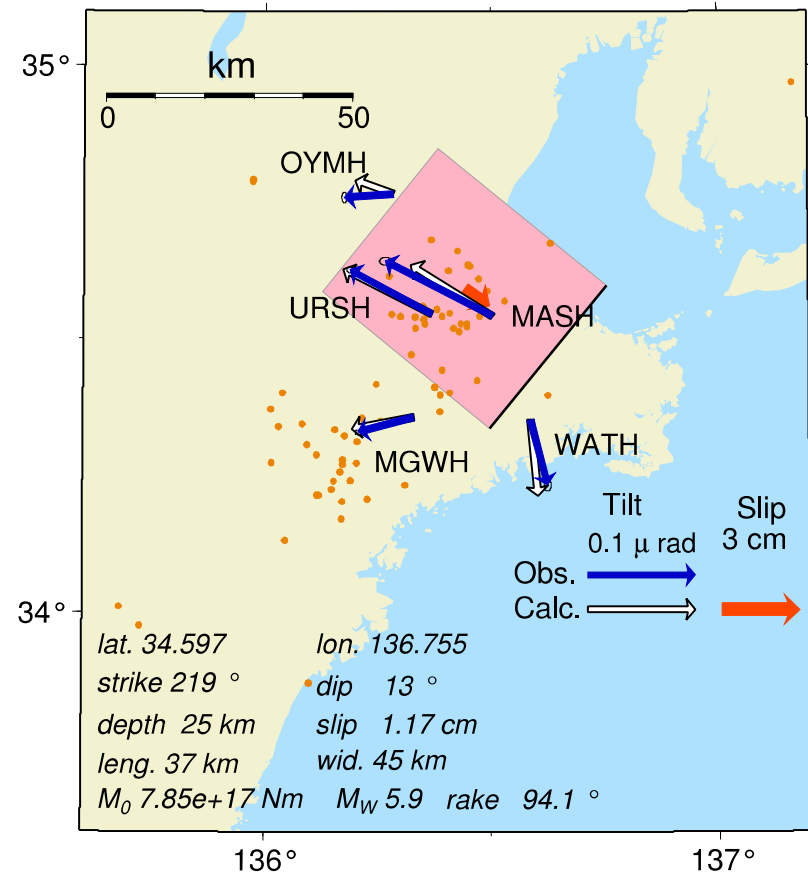 35°
km
0 50
OYMH
URSH
MASH
MGWH
WATH
Tilt Slip
0.1 μ rad 3 cm
Obs.
Calc.
34°
lat. 34.597 lon. 136.755
strike 219 ° dip 13 °
depth 25 km slip 1.17 cm
leng. 37 km wid. 45 km
M0 7.85e+17 Nm MW 5.9 rake 94.1 °
136° 137°